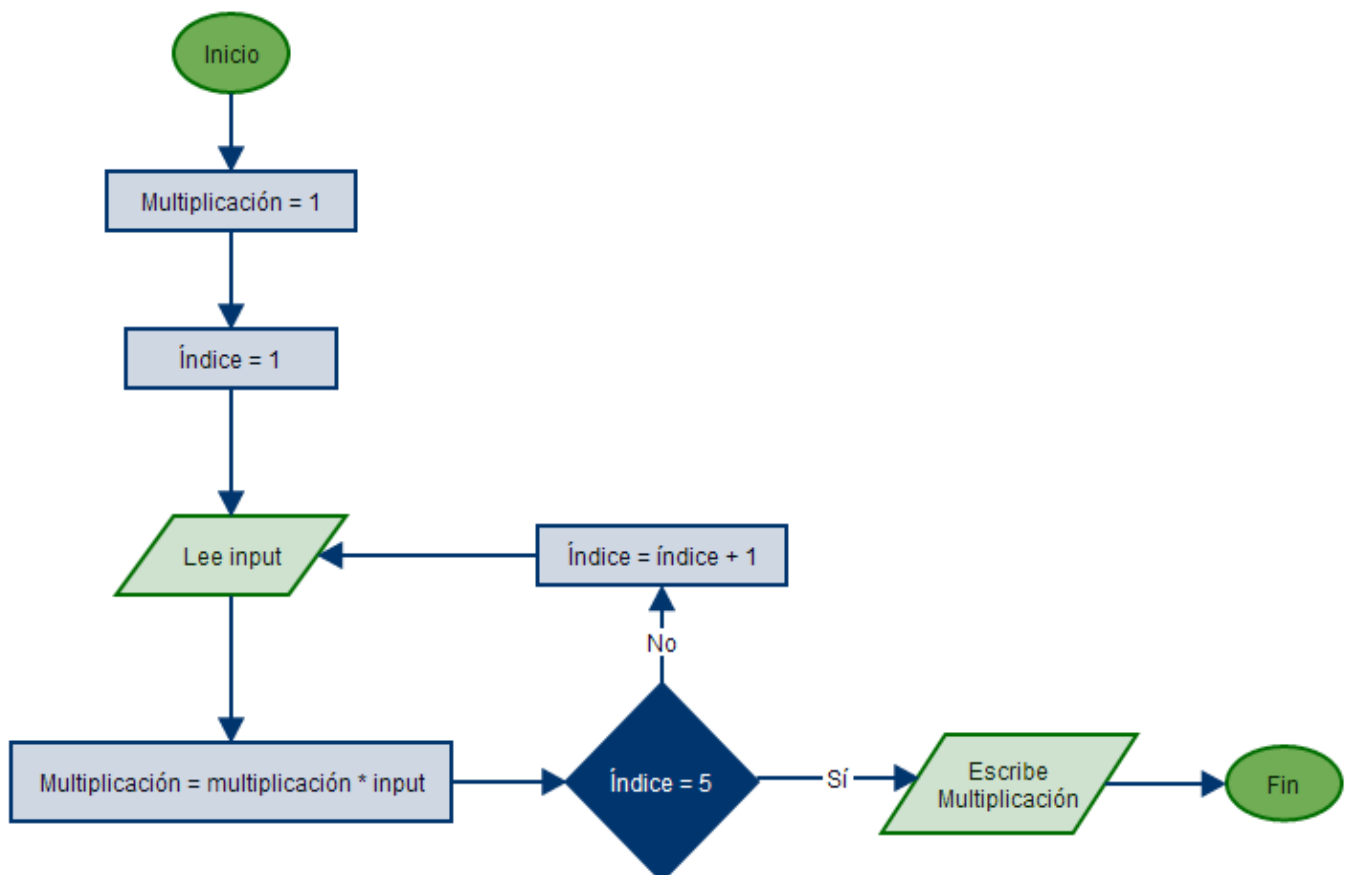 Inicio
Multiplicación = 1
Índice = 1
Lee input
Índice = índice + 1
No
Multiplicación = multiplicación * input
Índice = 5
Sí
Escribe
Multiplicación
Fin